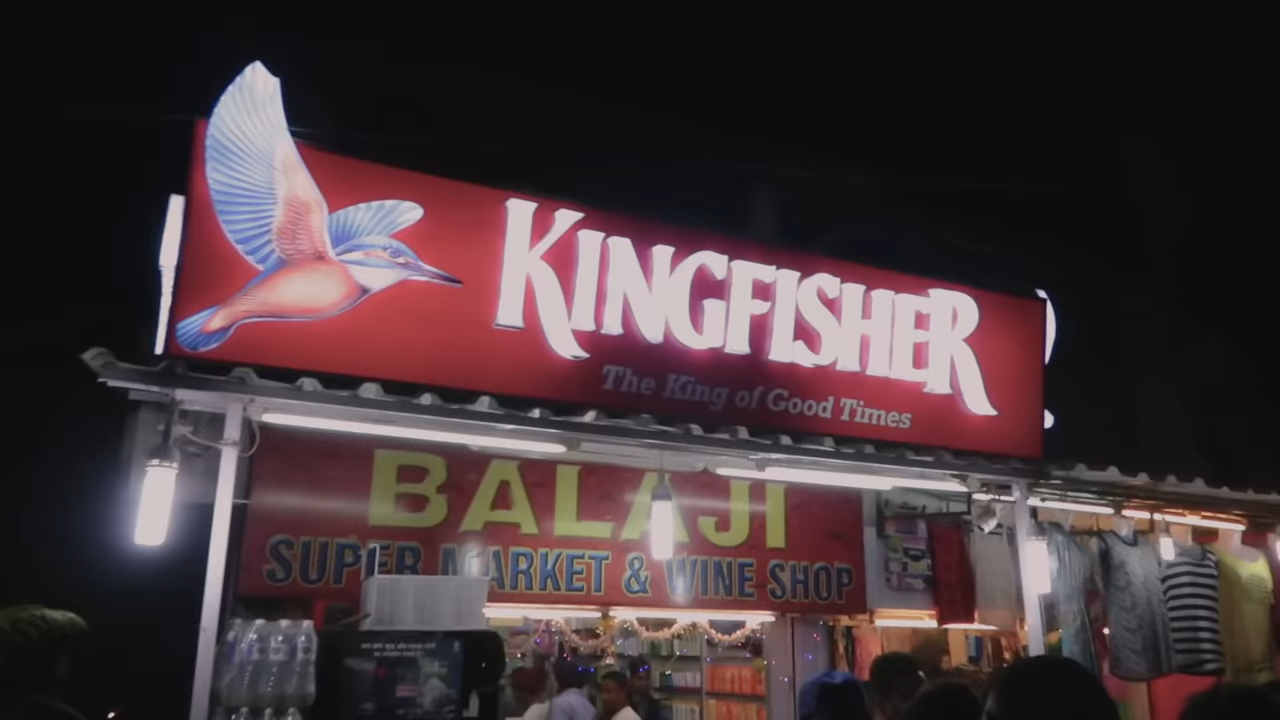 KINGFISHER
The King of Good Times
BALAJI
SUPER MARKET & WINE SHOP